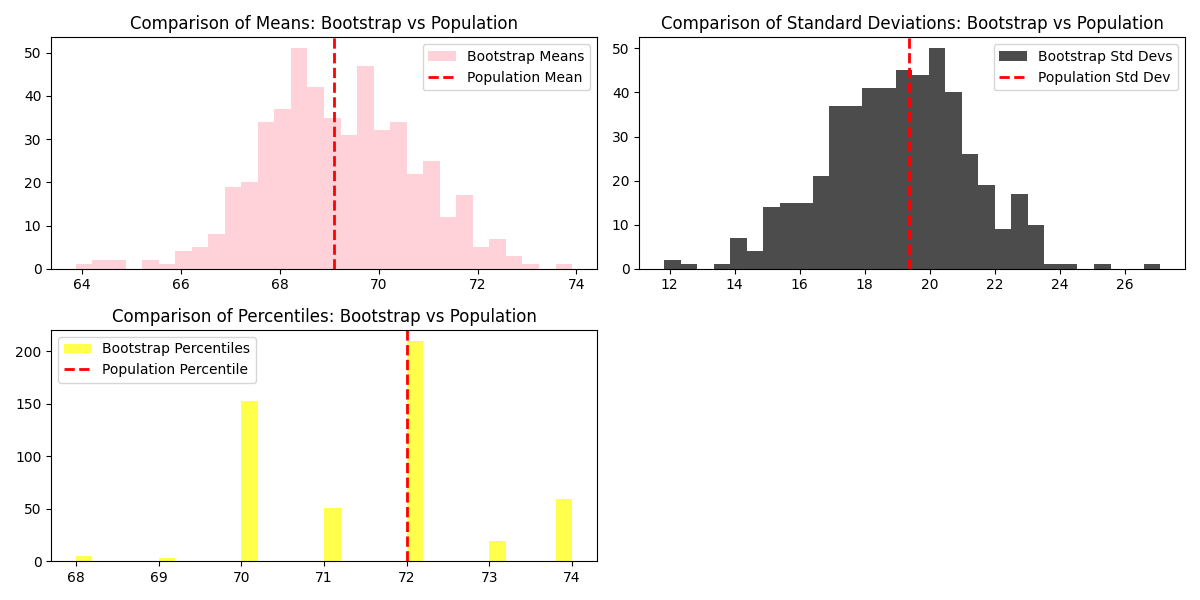 Comparison of Means: Bootstrap vs Population
50
40
30
20
10
0
64 66 68 70 72 74
Bootstrap Means
Population Mean
Comparison of Standard Deviations: Bootstrap vs Population
50
40
30
20
10
0
12 14 16 18 20 22 24 26
Bootstrap Std Devs
Population Std Dev
Comparison of Percentiles: Bootstrap vs Population
200
150
100
50
0
68 69 70 71 72 73 74
Bootstrap Percentiles
Population Percentile